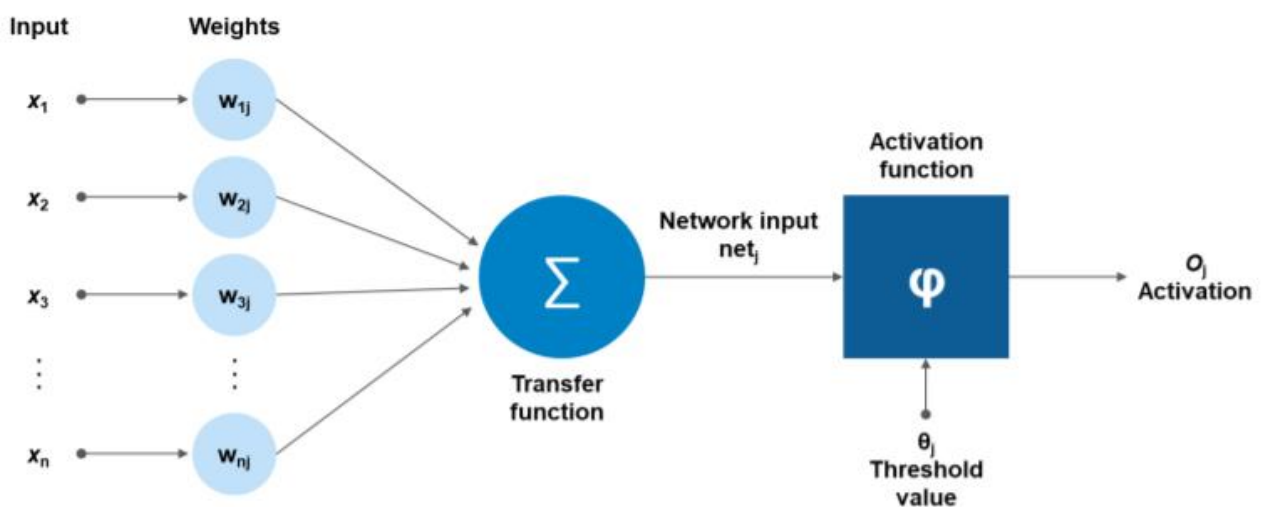 Input
Weights
x₁
w₁ⱼ
x₂
w₂ⱼ
x₃
w₃ⱼ
⋮
⋮
xₙ
wₙⱼ
Σ
Transfer
function
Network input
netⱼ
Activation
function
φ
θⱼ
Threshold
value
Oⱼ
Activation